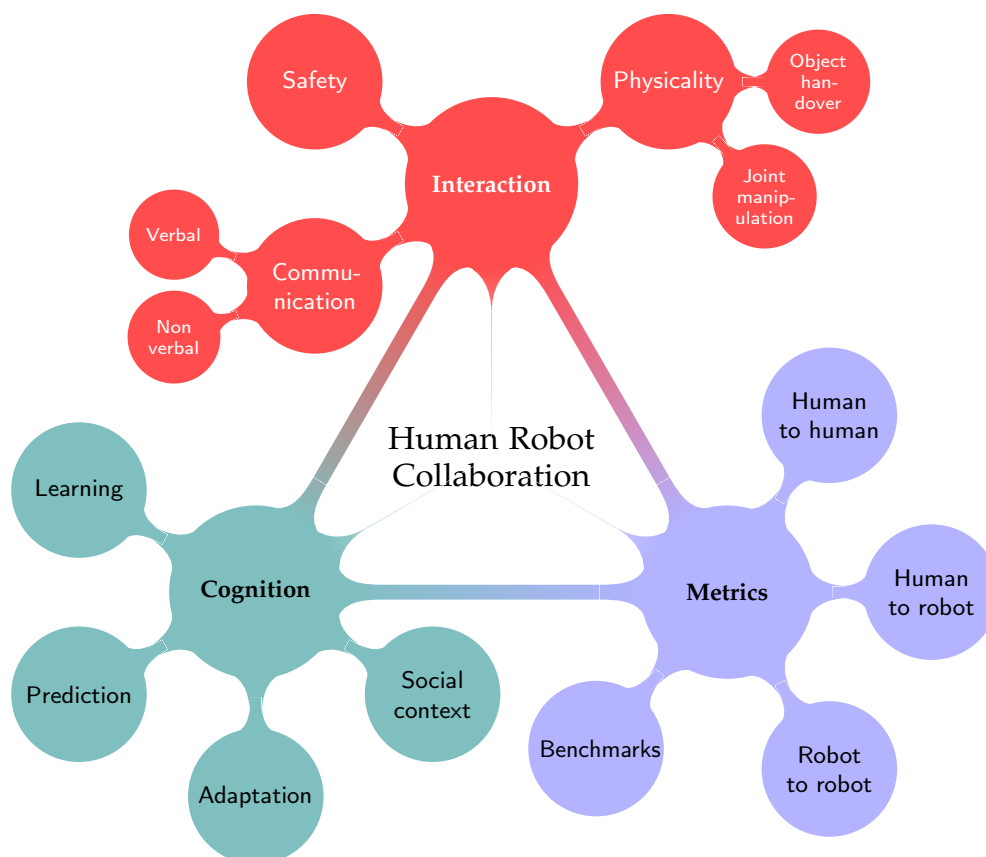 Safety
Physicality
Object
han-
dover
Interaction
Joint
manip-
ulation
Verbal
Commu-
nication
Non
verbal
Human
to human
Human Robot
Collaboration
Learning
Cognition
Metrics
Human
to robot
Prediction
Social
context
Adaptation
Benchmarks
Robot
to robot